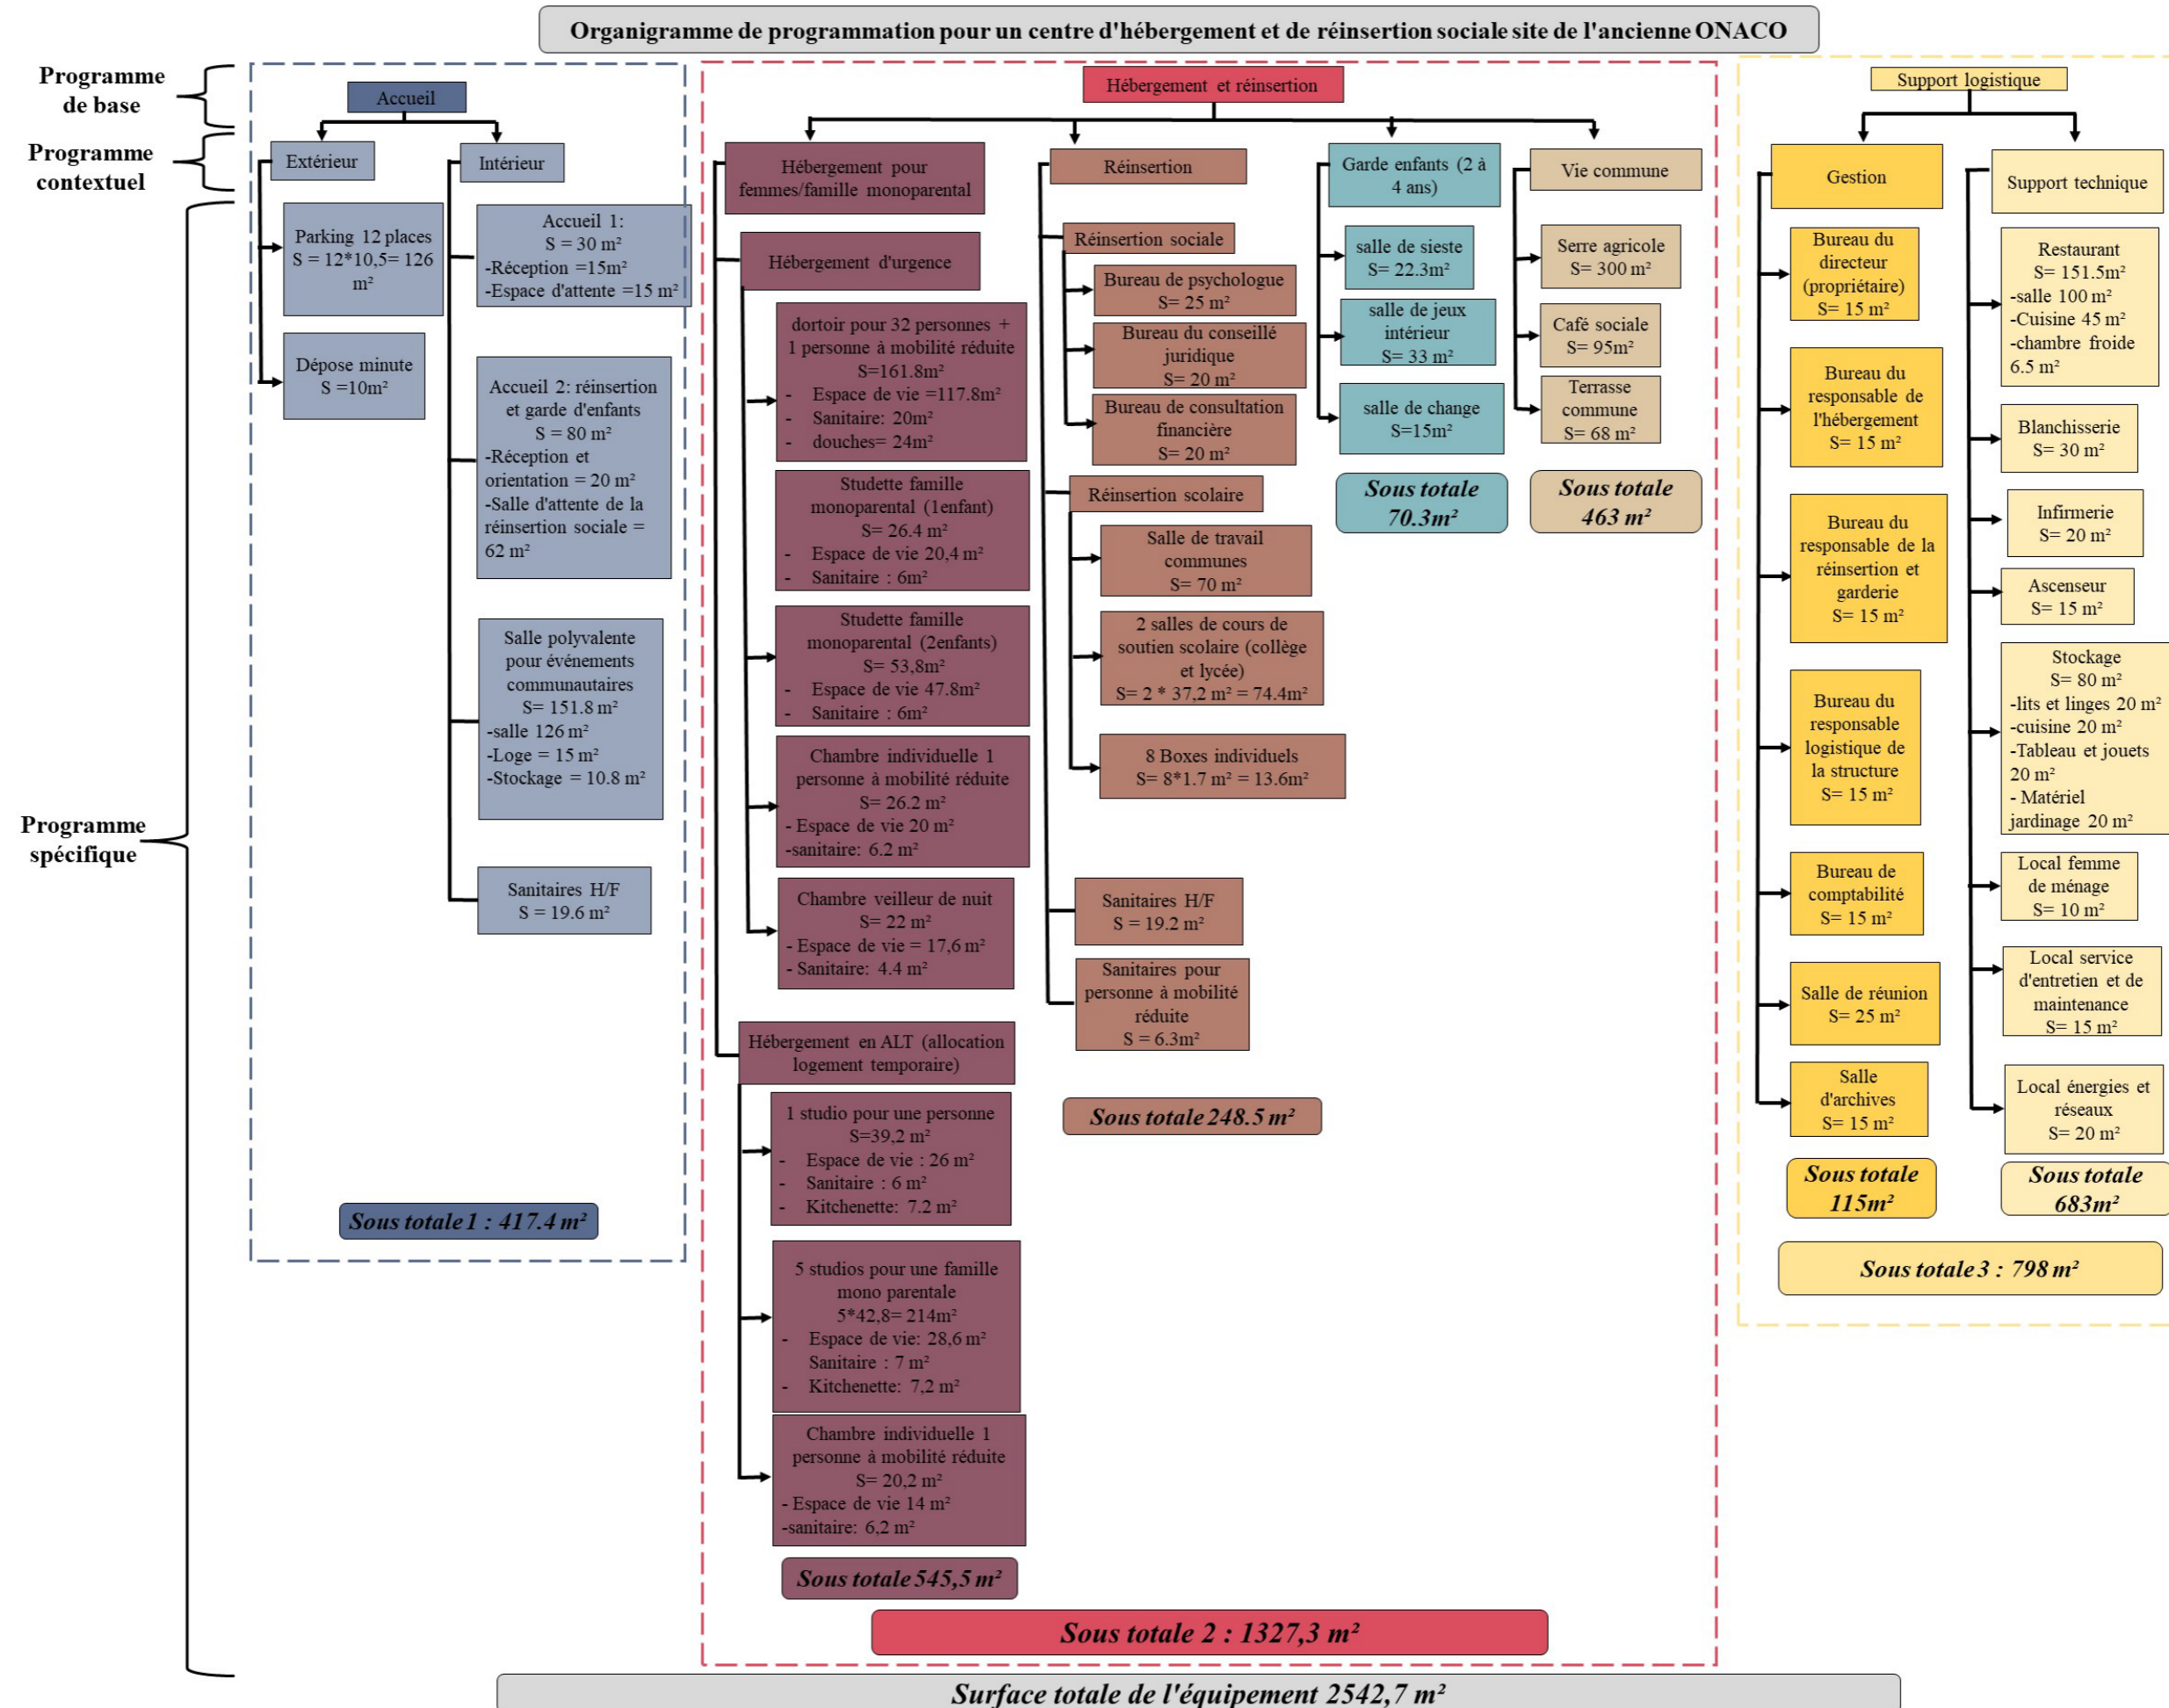 Organigramme de programmation pour un centre d'hébergement et de réinsertion sociale site de l'ancienne ONACO
Programme
de base
Programme
contextuel
Programme
spécifique
Accueil
Extérieur
Parking 12 places
S = 12*10,5= 126
m²
Dépose minute
S =10m²
Intérieur
Accueil 1:
S = 30 m²
-Réception =15m²
-Espace d'attente =15 m²
Accueil 2: réinsertion
et garde d'enfants
S = 80 m²
-Réception et
orientation = 20 m²
-Salle d'attente de la
réinsertion sociale =
62 m²
Salle polyvalente
pour événements
communautaires
S= 151.8 m²
-salle 126 m²
-Loge = 15 m²
-Stockage = 10.8 m²
Sanitaires H/F
S = 19.6 m²
Sous totale 1 : 417.4 m²
Hébergement et réinsertion
Hébergement pour
femmes/famille monoparental
Hébergement d'urgence
dortoir pour 32 personnes +
1 personne à mobilité réduite
S=161.8m²
- Espace de vie =117.8m²
- Sanitaire: 20m²
- douches= 24m²
Studette famille
monoparental (1enfant)
S= 26.4 m²
- Espace de vie 20,4 m²
- Sanitaire : 6m²
Studette famille
monoparental (2enfants)
S= 53,8m²
- Espace de vie 47.8m²
- Sanitaire : 6m²
Chambre individuelle 1
personne à mobilité réduite
S= 26.2 m²
- Espace de vie 20 m²
-sanitaire: 6.2 m²
Chambre veilleur de nuit
S= 22 m²
- Espace de vie = 17,6 m²
- Sanitaire: 4.4 m²
Hébergement en ALT (allocation
logement temporaire)
1 studio pour une personne
S=39,2 m²
- Espace de vie : 26 m²
- Sanitaire : 6 m²
- Kitchenette: 7.2 m²
5 studios pour une famille
mono parentale
5*42,8= 214m²
- Espace de vie: 28,6 m²
Sanitaire : 7 m²
- Kitchenette: 7,2 m²
Chambre individuelle 1
personne à mobilité réduite
S= 20,2 m²
- Espace de vie 14 m²
-sanitaire: 6,2 m²
Sous totale 545,5 m²
Réinsertion
Réinsertion sociale
Bureau de psychologue
S= 25 m²
Bureau du conseillé
juridique
S= 20 m²
Bureau de consultation
financière
S= 20 m²
Réinsertion scolaire
Salle de travail
communes
S= 70 m²
2 salles de cours de
soutien scolaire (collège
et lycée)
S= 2 * 37,2 m² = 74.4m²
8 Boxes individuels
S= 8*1.7 m² = 13.6m²
Sanitaires H/F
S = 19.2 m²
Sanitaires pour
personne à mobilité
réduite
S = 6.3m²
Sous totale 248.5 m²
Garde enfants (2 à
4 ans)
salle de sieste
S= 22.3m²
salle de jeux
intérieur
S= 33 m²
salle de change
S=15m²
Sous totale
70.3m²
Vie commune
Serre agricole
S= 300 m²
Café sociale
S= 95m²
Terrasse
commune
S= 68 m²
Sous totale
463 m²
Sous totale 2 : 1327,3 m²
Support logistique
Gestion
Bureau du
directeur
(propriétaire)
S= 15 m²
Bureau du
responsable de
l'hébergement
S= 15 m²
Bureau du
responsable de la
réinsertion et
garderie
S= 15 m²
Bureau du
responsable
logistique de
la structure
S= 15 m²
Bureau de
comptabilité
S= 15 m²
Salle de réunion
S= 25 m²
Salle
d'archives
S= 15 m²
Sous totale
115m²
Support technique
Restaurant
S= 151.5m²
-salle 100 m²
-Cuisine 45 m²
-chambre froide
6.5 m²
Blanchisserie
S= 30 m²
Infirmerie
S= 20 m²
Ascenseur
S= 15 m²
Stockage
S= 80 m²
-lits et linges 20 m²
-cuisine 20 m²
-Tableau et jouets
20 m²
- Matériel
jardinage 20 m²
Local femme
de ménage
S= 10 m²
Local service
d'entretien et de
maintenance
S= 15 m²
Local énergies et
réseaux
S= 20 m²
Sous totale
683m²
Sous totale 3 : 798 m²
Surface totale de l'équipement 2542,7 m²